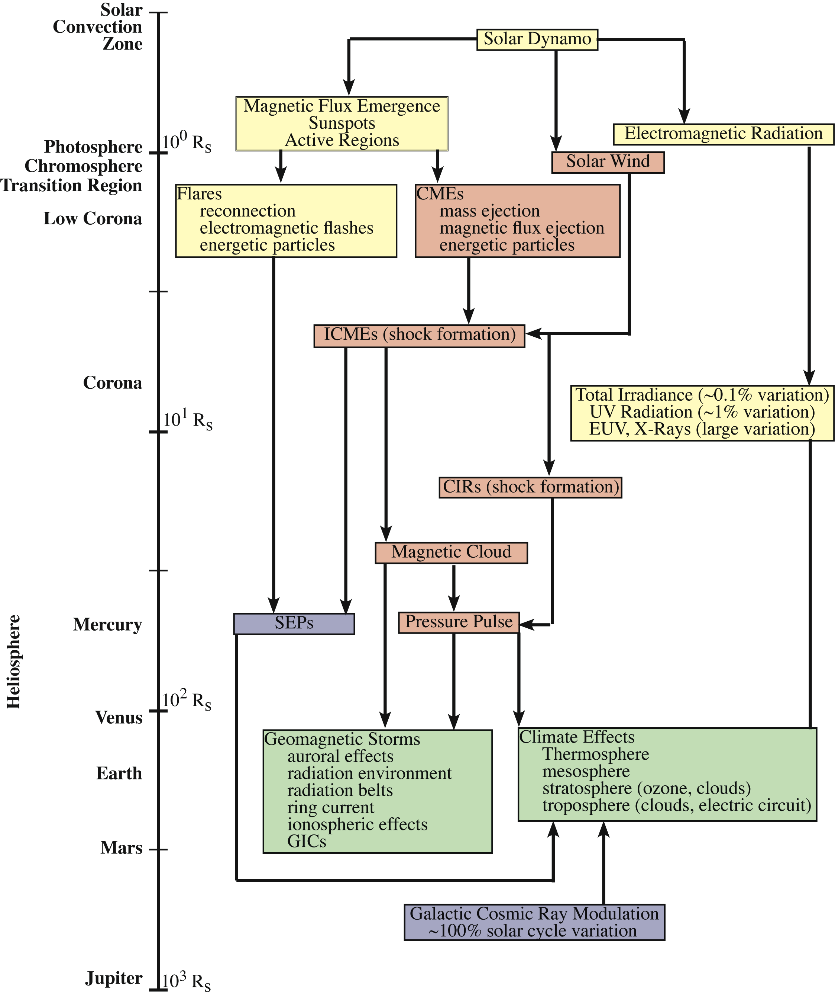 Solar
Convection
Zone
Solar Dynamo
Magnetic Flux Emergence
Sunspots
Active Regions
Electromagnetic Radiation
10⁰ R_S
Photosphere
Chromosphere
Transition Region
Low Corona
Solar Wind
Flares
reconnection
electromagnetic flashes
energetic particles
CMEs
mass ejection
magnetic flux ejection
energetic particles
ICMEs (shock formation)
Corona
Total Irradiance (~0.1% variation)
UV Radiation (~1% variation)
EUV, X-Rays (large variation)
10¹ R_S
CIRs (shock formation)
Magnetic Cloud
Heliosphere
Mercury
SEPs
Pressure Pulse
10² R_S
Venus
Earth
Mars
Geomagnetic Storms
auroral effects
radiation environment
radiation belts
ring current
ionospheric effects
GICs
Climate Effects
Thermosphere
mesosphere
stratosphere (ozone, clouds)
troposphere (clouds, electric circuit)
Galactic Cosmic Ray Modulation
~100% solar cycle variation
Jupiter
10³ R_S